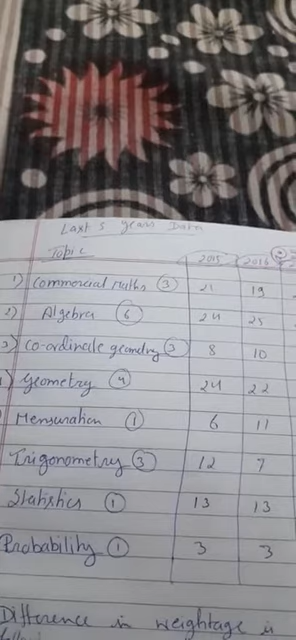 Last 5 years Data
Topic 2015 2016
1) Commercial Maths ③ 21 19
2) Algebra ⑥ 24 25
3) Co-ordinate geometry ③ 8 10
) Geometry ④ 24 22
Mensuration ① 6 11
Trigonometry ③ 12 7
Statistics ① 13 13
Probability ① 3 3
Difference in weightage is